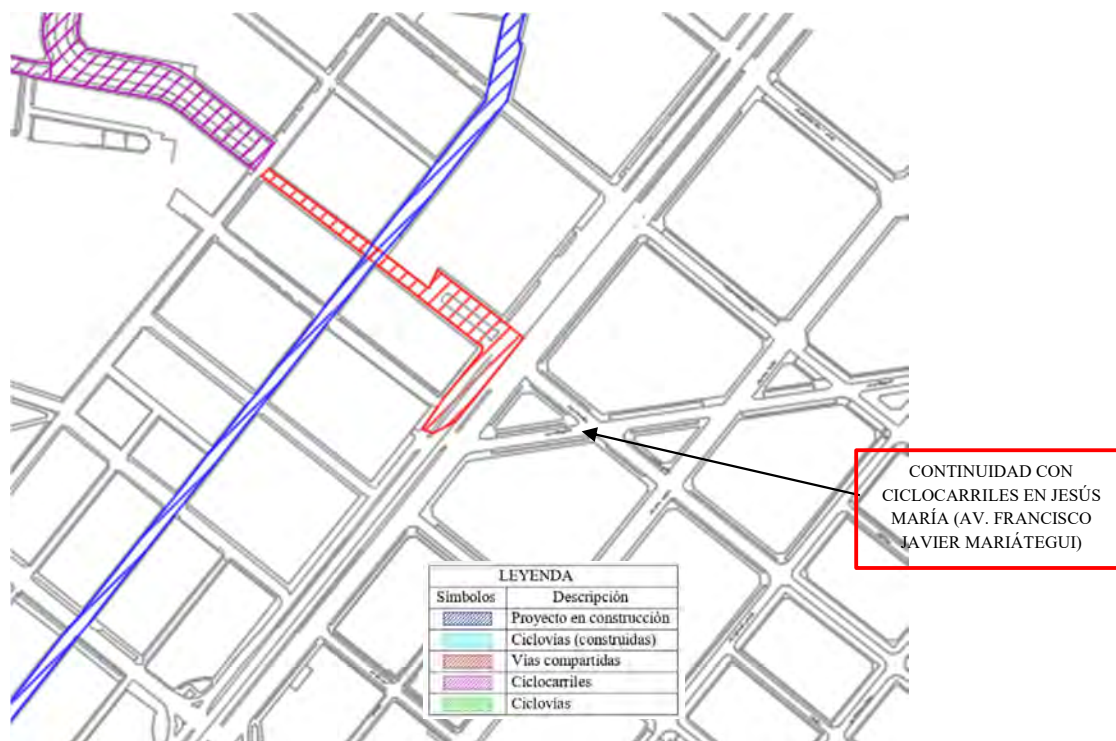 CONTINUIDAD CON
CICLOCARRILES EN JESÚS
MARÍA (AV. FRANCISCO
JAVIER MARIÁTEGUI)
LEYENDA
Símbolos Descripción
Proyecto en construcción
Ciclovías (construidas)
Vías compartidas
Ciclocarriles
Ciclovías